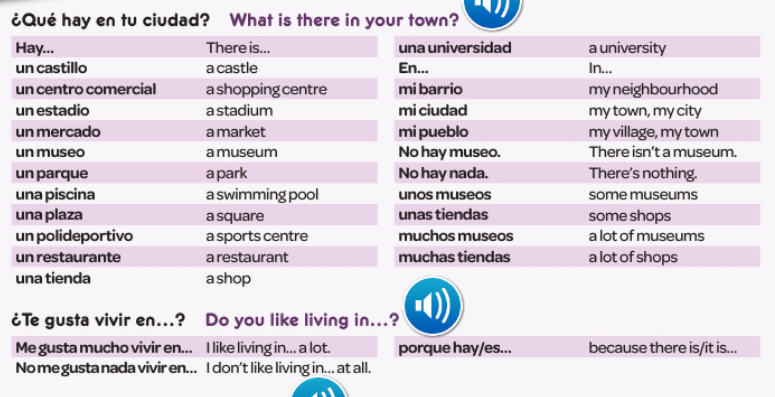 ¿Qué hay en tu ciudad? What is there in your town?
Hay... There is...
un castillo a castle
un centro comercial a shopping centre
un estadio a stadium
un mercado a market
un museo a museum
un parque a park
una piscina a swimming pool
una plaza a square
un polideportivo a sports centre
un restaurante a restaurant
una tienda a shop
una universidad a university
En... In...
mi barrio my neighbourhood
mi ciudad my town, my city
mi pueblo my village, my town
No hay museo. There isn't a museum.
No hay nada. There's nothing.
unos museos some museums
unas tiendas some shops
muchos museos a lot of museums
muchas tiendas a lot of shops
¿Te gusta vivir en...? Do you like living in...?
Me gusta mucho vivir en... I like living in... a lot.
No me gusta nada vivir en... I don't like living in... at all.
porque hay/es... because there is/it is...